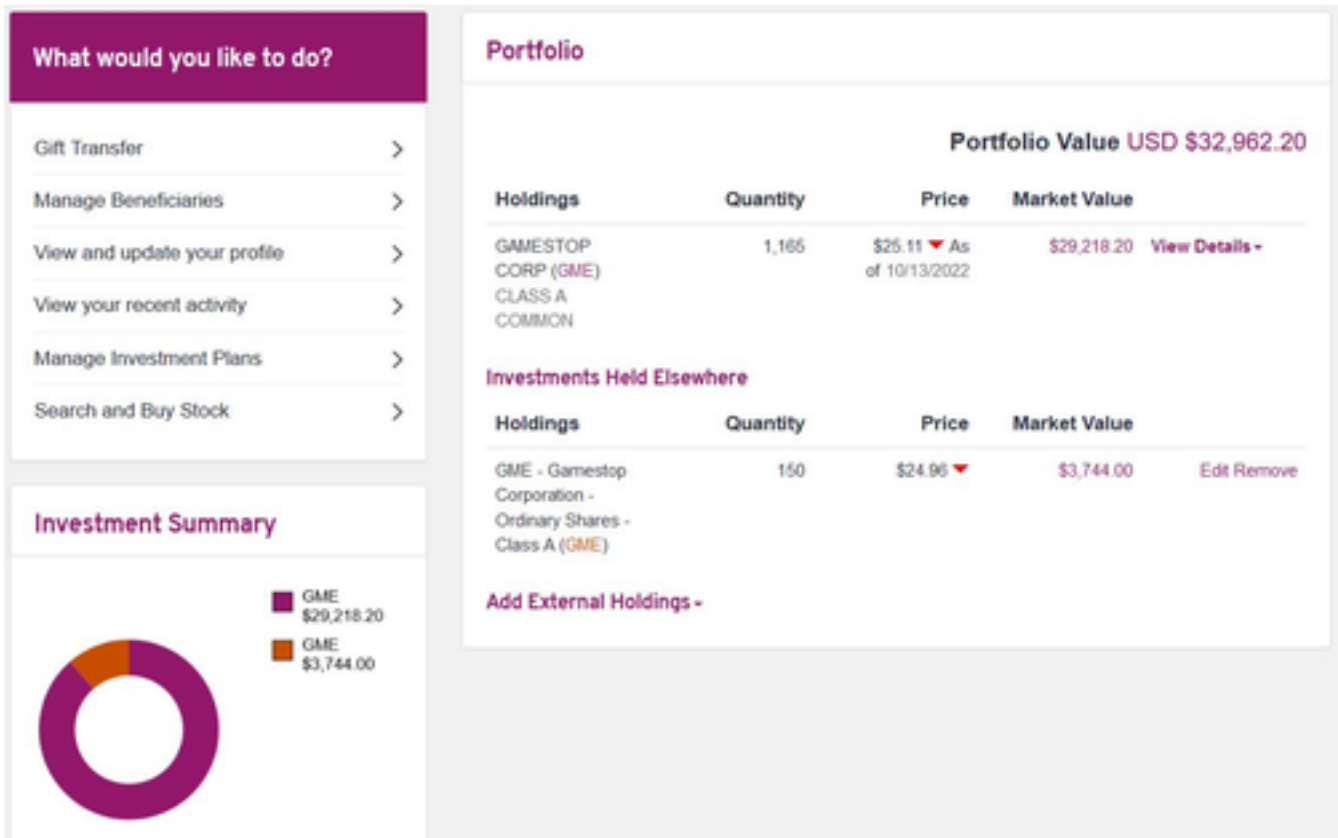 What would you like to do?
Gift Transfer
Manage Beneficiaries
View and update your profile
View your recent activity
Manage Investment Plans
Search and Buy Stock
Investment Summary
GME
$29,218.20
GME
$3,744.00
Portfolio
Portfolio Value USD $32,962.20
Holdings Quantity Price Market Value
GAMESTOP 1,165 $25.11 As $29,218.20 View Details
CORP (GME) of 10/13/2022
CLASS A
COMMON
Investments Held Elsewhere
Holdings Quantity Price Market Value
GME - Gamestop 150 $24.96 $3,744.00 Edit Remove
Corporation -
Ordinary Shares -
Class A (GME)
Add External Holdings